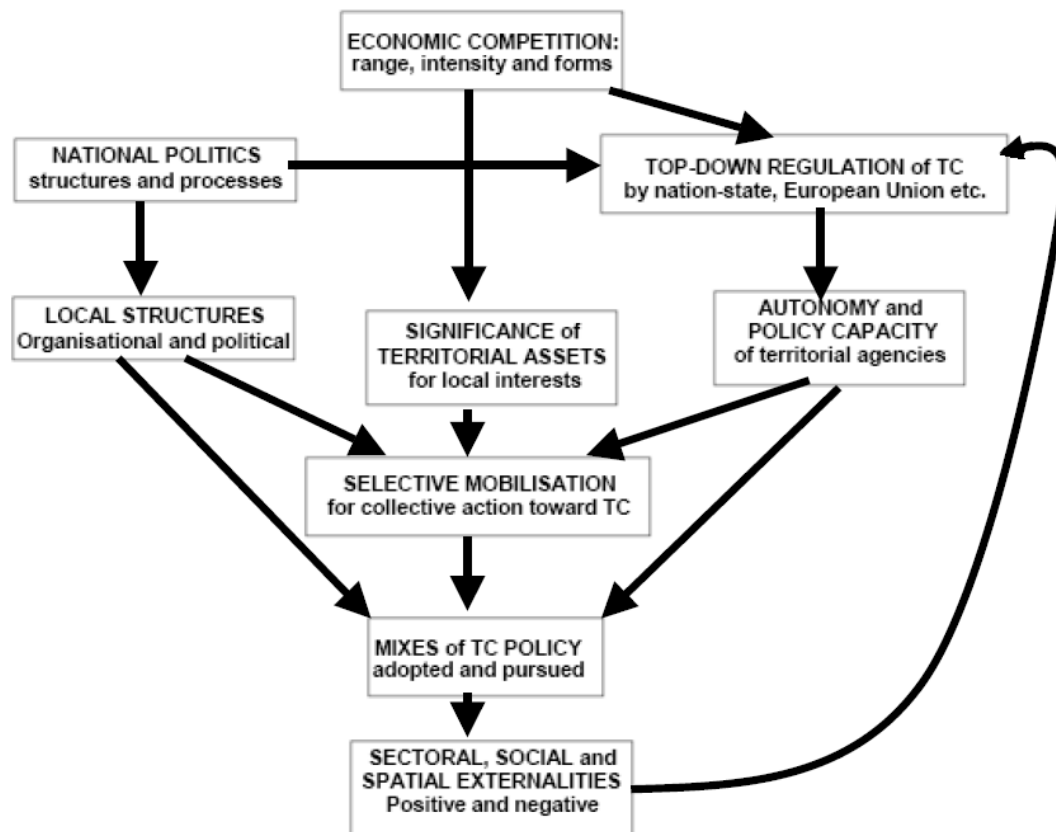 ECONOMIC COMPETITION:
range, intensity and forms
NATIONAL POLITICS
structures and processes
TOP-DOWN REGULATION of TC
by nation-state, European Union etc.
LOCAL STRUCTURES
Organisational and political
SIGNIFICANCE of
TERRITORIAL ASSETS
for local interests
AUTONOMY and
POLICY CAPACITY
of territorial agencies
SELECTIVE MOBILISATION
for collective action toward TC
MIXES of TC POLICY
adopted and pursued
SECTORAL, SOCIAL and
SPATIAL EXTERNALITIES
Positive and negative